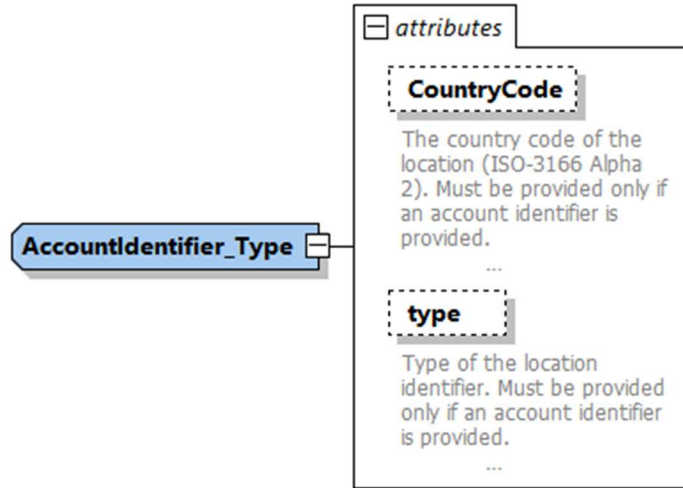 attributes
CountryCode
The country code of the
location (ISO-3166 Alpha
2). Must be provided only if
an account identifier is
provided.
...
AccountIdentifier_Type
type
Type of the location
identifier. Must be provided
only if an account identifier
is provided.
...